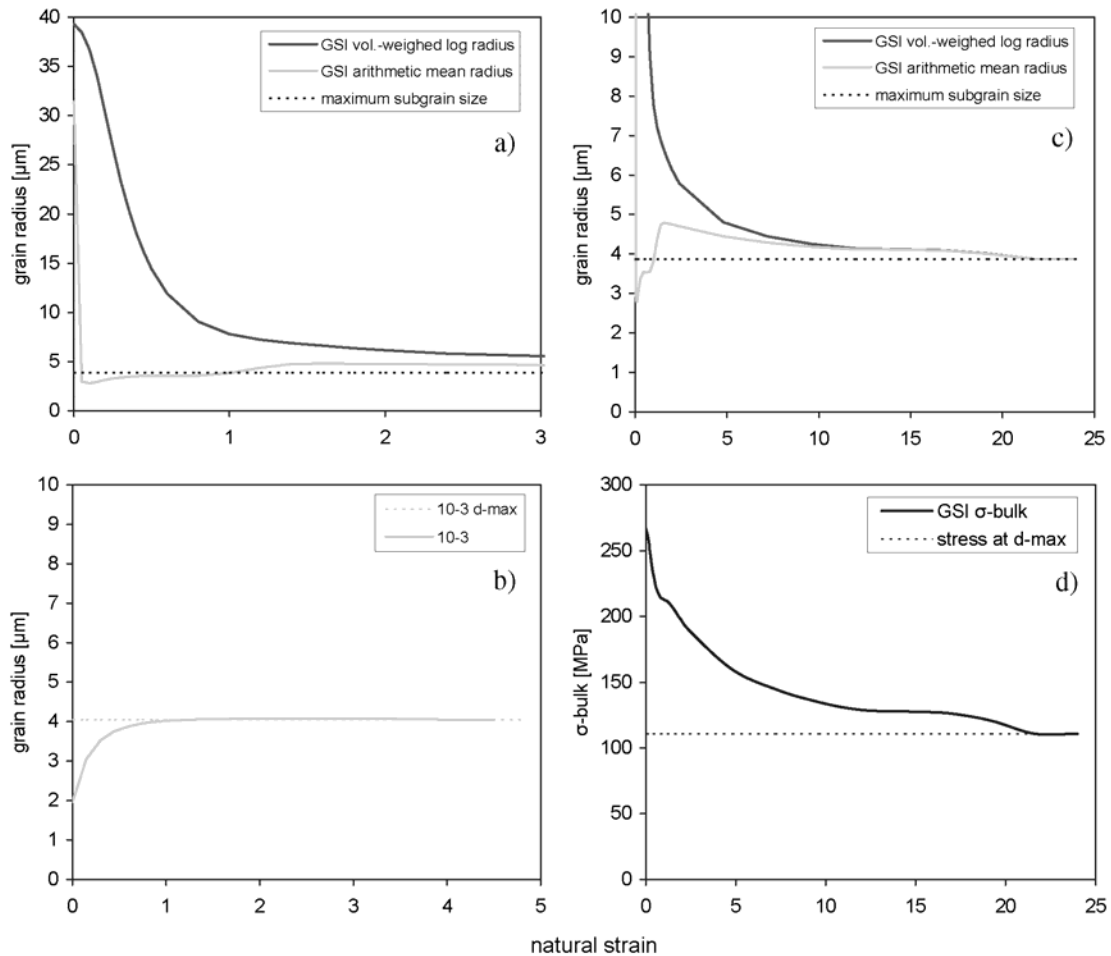 40
35
30
25
20
15
10
5
0
grain radius [µm]
GSI vol.-weighed log radius
GSI arithmetic mean radius
maximum subgrain size
a)
0 1 2 3
10
9
8
7
6
5
4
3
2
1
0
grain radius [µm]
GSI vol.-weighed log radius
GSI arithmetic mean radius
maximum subgrain size
c)
0 5 10 15 20 25
10
9
8
7
6
5
4
3
2
1
0
grain radius [µm]
10-3 d-max
10-3
b)
0 1 2 3 4 5
300
250
200
150
100
50
0
σ-bulk [MPa]
GSI σ-bulk
stress at d-max
d)
0 5 10 15 20 25
natural strain